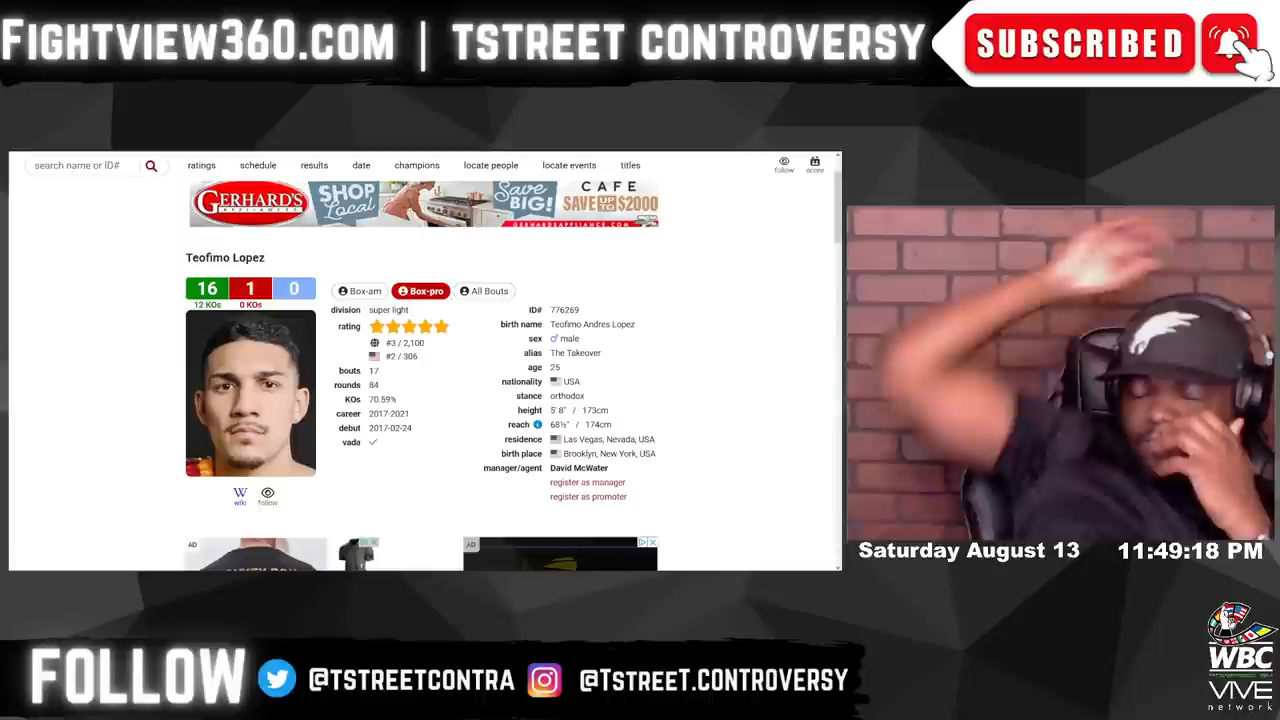 FIGHTVIEW360.COM | TSTREET CONTROVERSY
SUBSCRIBED
search name or ID#
ratings schedule results date champions locate people locate events titles
follow score
GERHARD'S
APPLIANCES
SHOP Local
Save BIG!
CAFE
SAVE UP TO $2000
GERHARDSAPPLIANCE.COM
Teofimo Lopez
16 1 0
12 KOs 0 KOs
Box-am Box-pro All Bouts
division super light
rating
#3 / 2,100
#2 / 306
bouts 17
rounds 84
KOs 70.59%
career 2017-2021
debut 2017-02-24
vada ✓
ID# 776269
birth name Teofimo Andres Lopez
sex ♂ male
alias The Takeover
age 25
nationality USA
stance orthodox
height 5' 8" / 173cm
reach 68½" / 174cm
residence Las Vegas, Nevada, USA
birth place Brooklyn, New York, USA
manager/agent David McWater
register as manager
register as promoter
W
wiki follow
AD
AD
Saturday August 13 11:49:18 PM
FOLLOW @TSTREETCONTRA @TSTREET.CONTROVERSY
WBC
VIVE
network